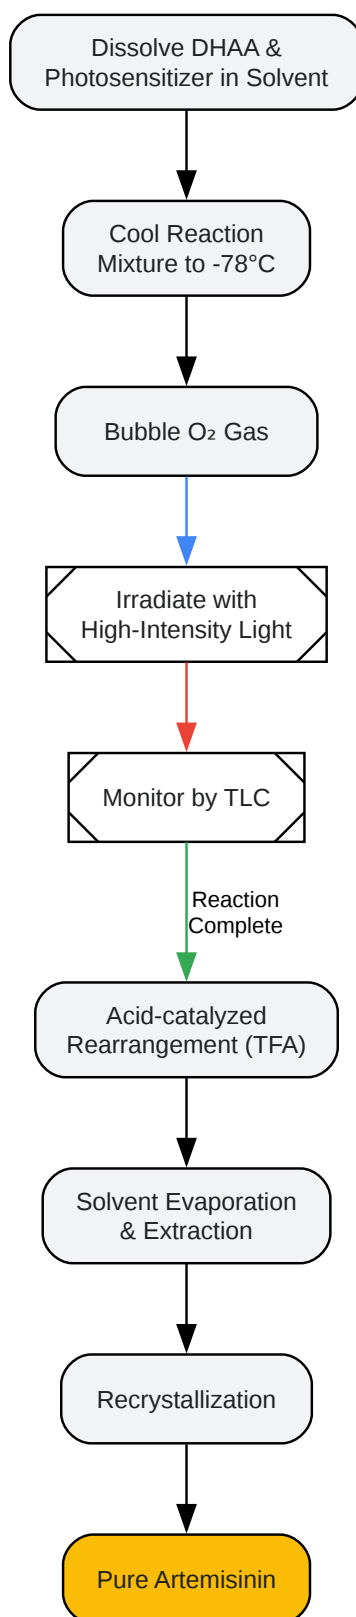 Dissolve DHAA &
Photosensitizer in Solvent
Cool Reaction
Mixture to -78°C
Bubble O₂ Gas
Irradiate with
High-Intensity Light
Monitor by TLC
Reaction
Complete
Acid-catalyzed
Rearrangement (TFA)
Solvent Evaporation
& Extraction
Recrystallization
Pure Artemisinin